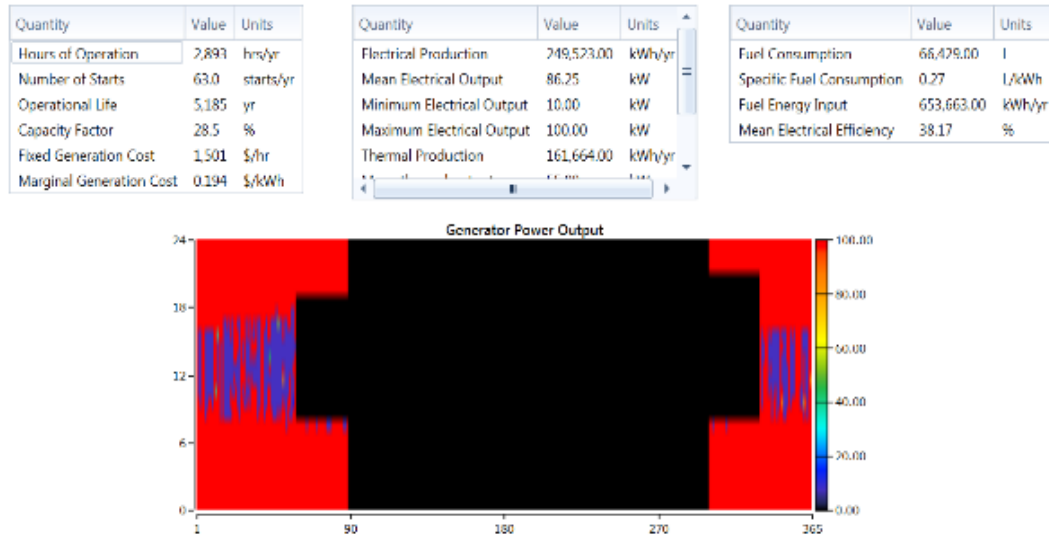 Quantity Value Units
Hours of Operation 2,893 hrs/yr
Number of Starts 63.0 starts/yr
Operational Life 5,185 yr
Capacity Factor 28.5 %
Fixed Generation Cost 1,501 $/hr
Marginal Generation Cost 0.194 $/kWh
Quantity Value Units
Electrical Production 249,523.00 kWh/yr
Mean Electrical Output 86.25 kW
Minimum Electrical Output 10.00 kW
Maximum Electrical Output 100.00 kW
Thermal Production 161,664.00 kWh/yr
Quantity Value Units
Fuel Consumption 66,429.00 l
Specific Fuel Consumption 0.27 L/kWh
Fuel Energy Input 653,663.00 kWh/yr
Mean Electrical Efficiency 38.17 %
Generator Power Output
24
18
12
6
0
1 90 180 270 365
100.00
80.00
60.00
40.00
20.00
0.00